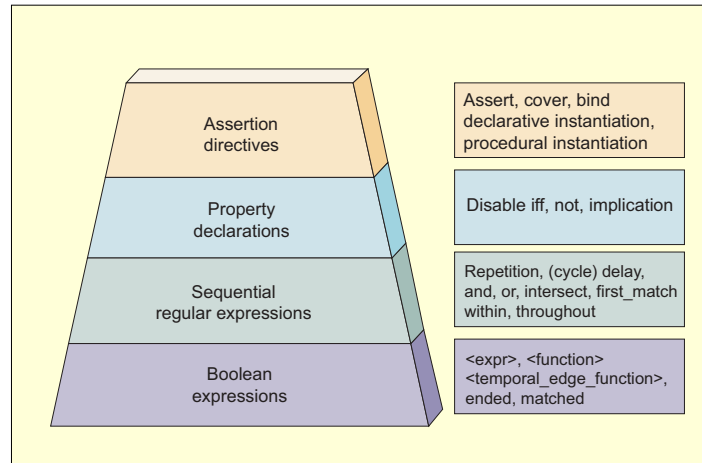 Assertion
directives
Assert, cover, bind
declarative instantiation,
procedural instantiation
Property
declarations
Disable iff, not, implication
Sequential
regular expressions
Repetition, (cycle) delay,
and, or, intersect, first_match
within, throughout
Boolean
expressions
<expr>, <function>
<temporal_edge_function>,
ended, matched